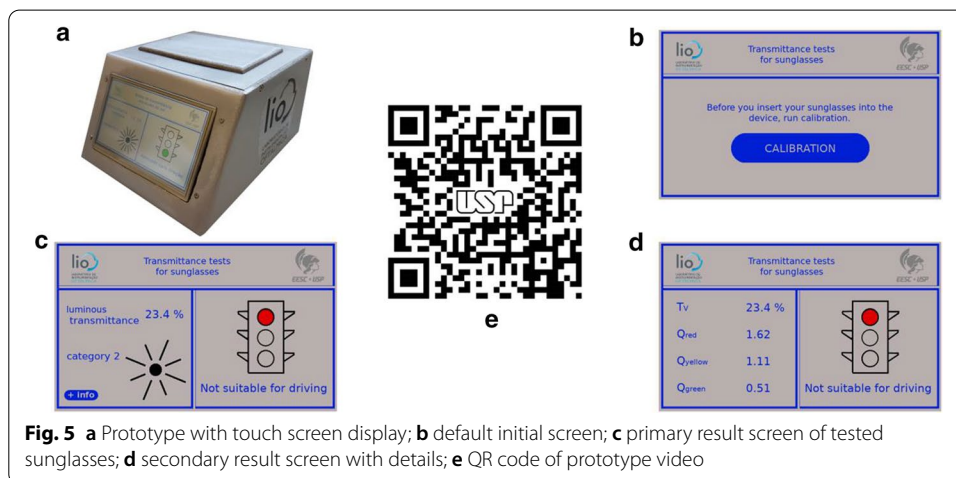 a
lio
b
lio
Transmittance tests
for sunglasses
EESC • USP
Before you insert your sunglasses into the
device, run calibration.
CALIBRATION
USP
c
lio
Transmittance tests
for sunglasses
EESC • USP
luminous
transmittance 23.4 %
category 2
+ info
Not suitable for driving
e
d
lio
Transmittance tests
for sunglasses
EESC • USP
Tv 23.4 %
Qred 1.62
Qyellow 1.11
Qgreen 0.51
Not suitable for driving
Fig. 5 a Prototype with touch screen display; b default initial screen; c primary result screen of tested
sunglasses; d secondary result screen with details; e QR code of prototype video